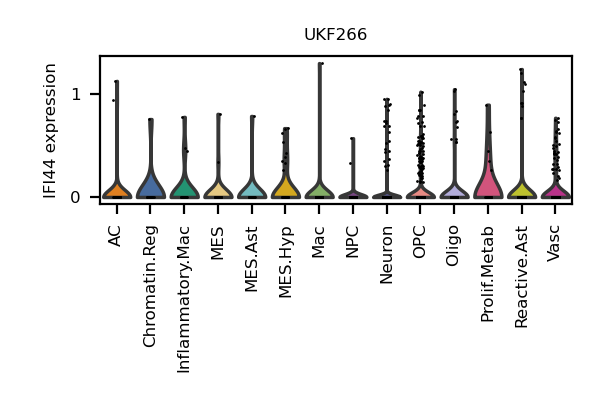 UKF266
IFI44 expression
1
0
AC
Chromatin.Reg
Inflammatory.Mac
MES
MES.Ast
MES.Hyp
Mac
NPC
Neuron
OPC
Oligo
Prolif.Metab
Reactive.Ast
Vasc